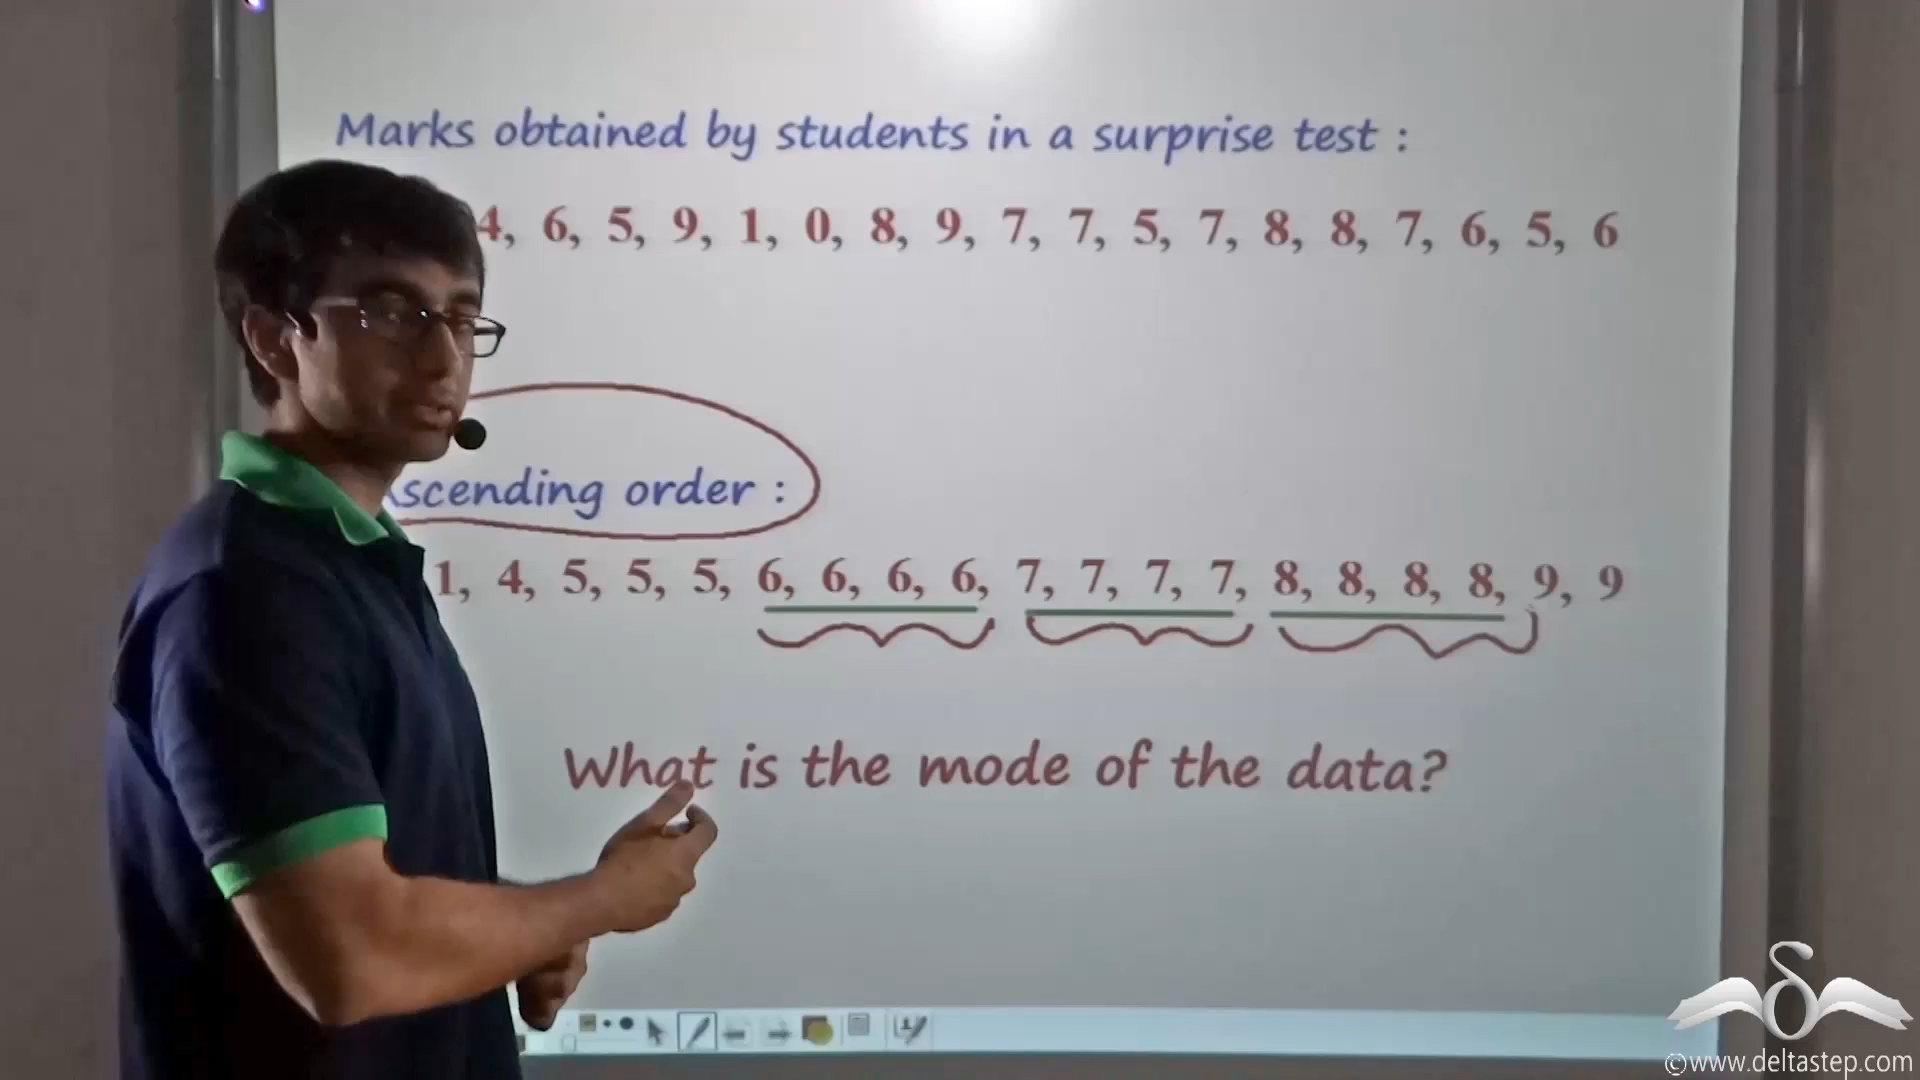 Marks obtained by students in a surprise test :
4, 6, 5, 9, 1, 0, 8, 9, 7, 7, 5, 7, 8, 8, 7, 6, 5, 6
Ascending order :
1, 4, 5, 5, 5, 6, 6, 6, 6, 7, 7, 7, 7, 8, 8, 8, 8, 9, 9
What is the mode of the data?
©www.deltastep.com